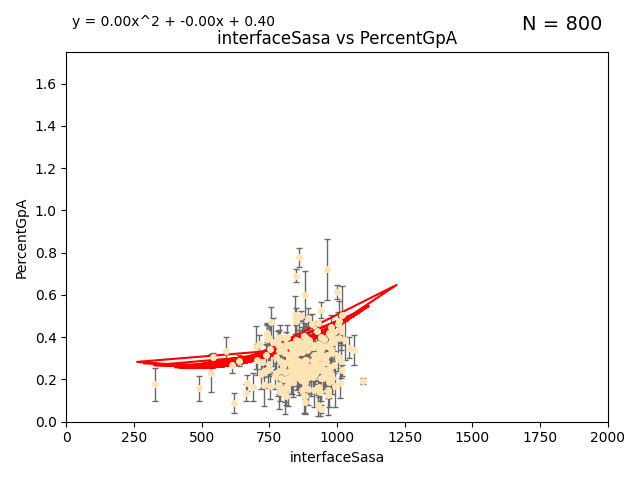 y = 0.00x^2 + -0.00x + 0.40
N = 800
interfaceSasa vs PercentGpA
PercentGpA
1.6
1.4
1.2
1.0
0.8
0.6
0.4
0.2
0.0
0 250 500 750 1000 1250 1500 1750 2000
interfaceSasa